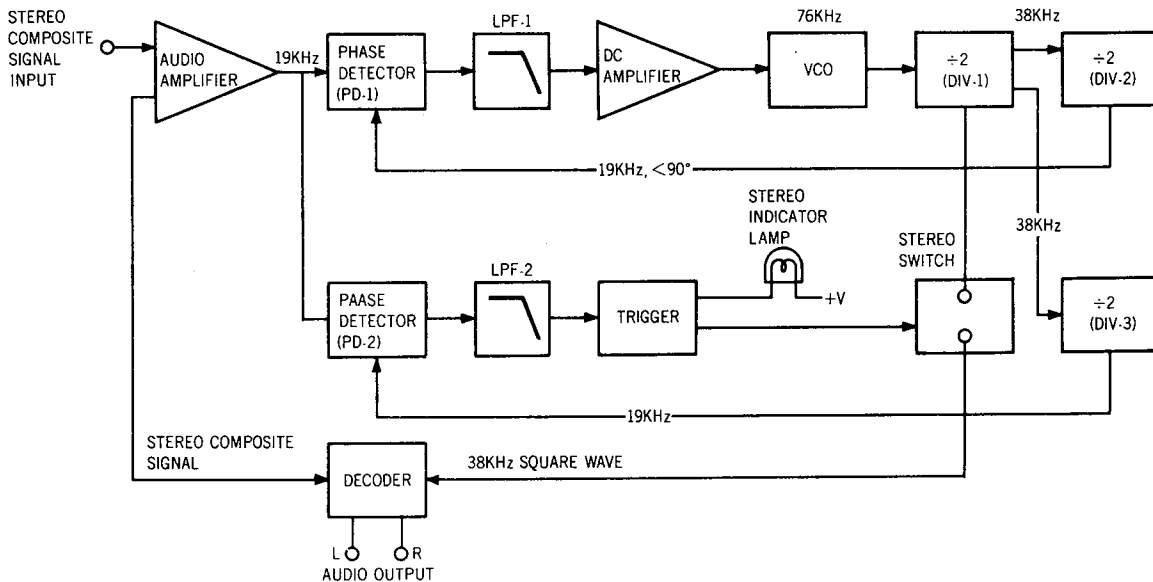 STEREO
COMPOSITE
SIGNAL
INPUT
AUDIO
AMPLIFIER
19KHz
PHASE
DETECTOR
(PD-1)
LPF-1
DC
AMPLIFIER
76KHz
VCO
÷2
(DIV-1)
38KHz
÷2
(DIV-2)
19KHz, <90°
STEREO
INDICATOR
LAMP
+V
38KHz
STEREO
SWITCH
PAASE
DETECTOR
(PD-2)
LPF-2
TRIGGER
÷2
(DIV-3)
19KHz
STEREO COMPOSITE
SIGNAL
DECODER
38KHz SQUARE WAVE
L R
AUDIO OUTPUT